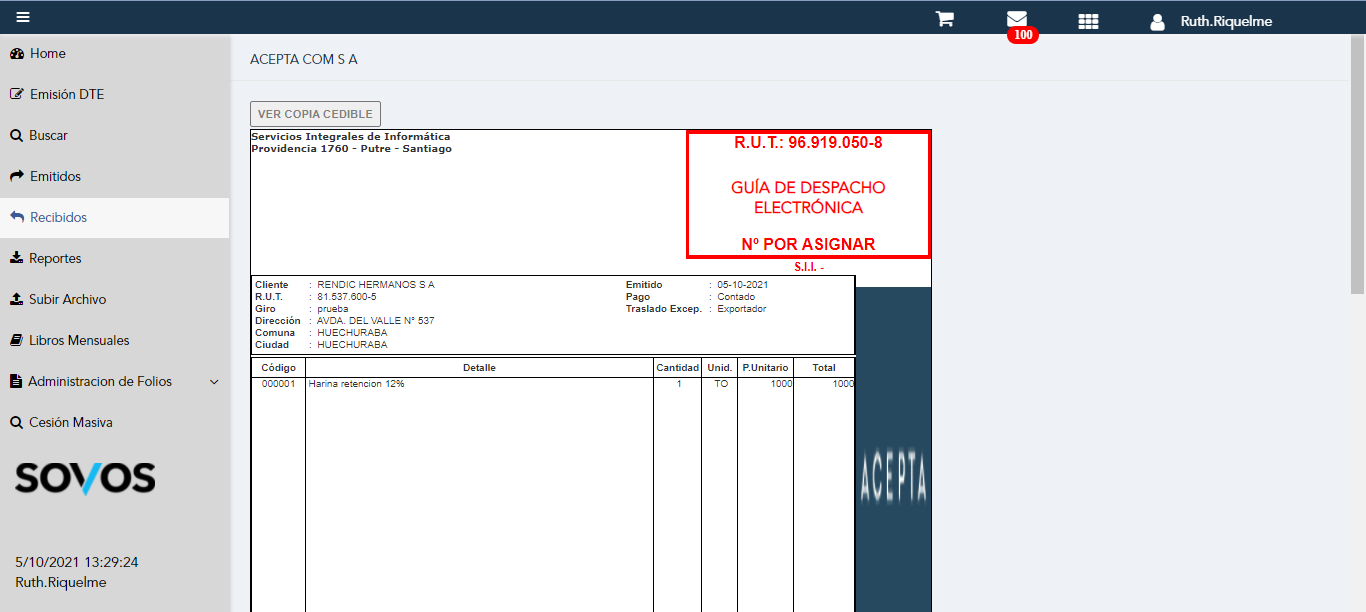 Ruth.Riquelme
100
Home
Emisión DTE
Buscar
Emitidos
Recibidos
Reportes
Subir Archivo
Libros Mensuales
Administracion de Folios
Cesión Masiva
SOVOS
5/10/2021 13:29:24
Ruth.Riquelme
ACEPTA COM S A
VER COPIA CEDIBLE
Servicios Integrales de Informática
Providencia 1760 - Putre - Santiago
R.U.T.: 96.919.050-8
GUÍA DE DESPACHO
ELECTRÓNICA
Nº POR ASIGNAR
S.I.I. -
Cliente : RENDIC HERMANOS S A Emitido : 05-10-2021
R.U.T. : 81.537.600-5 Pago : Contado
Giro : prueba Traslado Excep. : Exportador
Dirección : AVDA. DEL VALLE N° 537
Comuna : HUECHURABA
Ciudad : HUECHURABA
Código Detalle Cantidad Unid. P.Unitario Total
000001 Harina retencion 12% 1 TO 1000 1000
ACEPTA